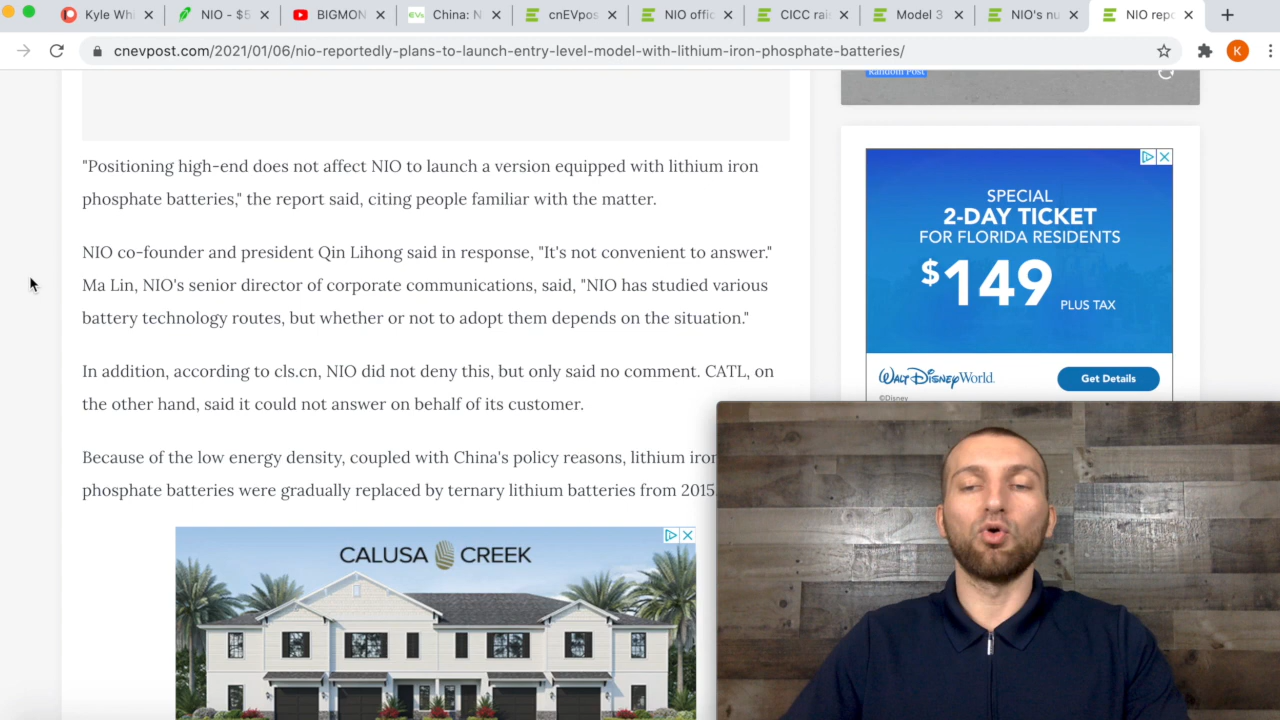 Kyle Whi
NIO - $5
BIGMON
China: N
cnEVpos
NIO offic
CICC rai
Model 3
NIO's nu
NIO repo
cnevpost.com/2021/01/06/nio-reportedly-plans-to-launch-entry-level-model-with-lithium-iron-phosphate-batteries/
K
Random Post
"Positioning high-end does not affect NIO to launch a version equipped with lithium iron
phosphate batteries," the report said, citing people familiar with the matter.
NIO co-founder and president Qin Lihong said in response, "It's not convenient to answer."
Ma Lin, NIO's senior director of corporate communications, said, "NIO has studied various
battery technology routes, but whether or not to adopt them depends on the situation."
In addition, according to cls.cn, NIO did not deny this, but only said no comment. CATL, on
the other hand, said it could not answer on behalf of its customer.
Because of the low energy density, coupled with China's policy reasons, lithium iron
phosphate batteries were gradually replaced by ternary lithium batteries from 2015.
SPECIAL
2-DAY TICKET
FOR FLORIDA RESIDENTS
$149
PLUS TAX
WALT DISNEY World.
Get Details
©Disney
CALUSA CREEK